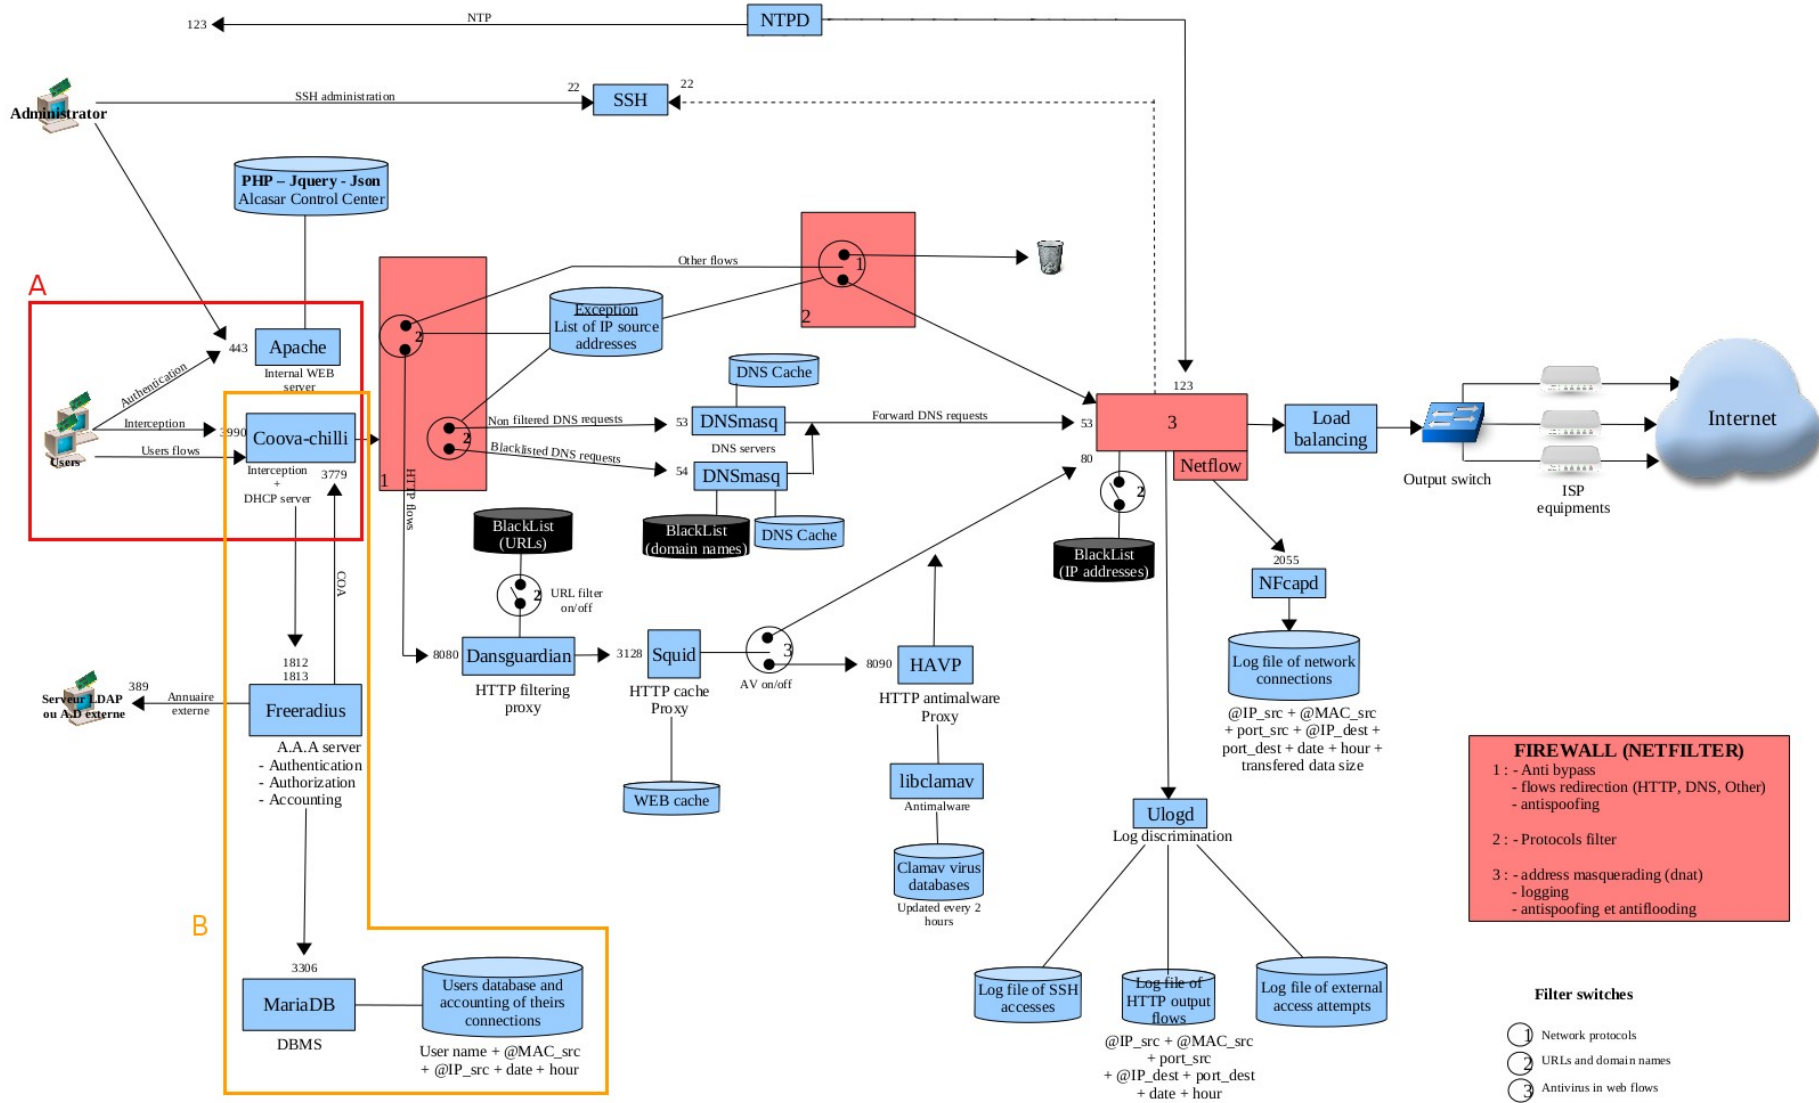 NTP
123
NTPD
Administrator
SSH administration
22
SSH
22
PHP – Jquery - Json
Alcasar Control Center
A
443
Apache
Internal WEB
server
Authentication
Interception
3990
Users flows
Users
Coova-chilli
Interception
+
DHCP server
3779
COA
1812
1813
Serveur LDAP
ou A.D externe
389
Annuaire
externe
Freeradius
A.A.A server
- Authentication
- Authorization
- Accounting
B
3306
MariaDB
DBMS
Users database and
accounting of theirs
connections
User name + @MAC_src
+ @IP_src + date + hour
2
2
1
HTTP flows
Other flows
Exception
List of IP source
addresses
1
2
Non filtered DNS requests
Blacklisted DNS requests
53
DNS Cache
DNSmasq
DNS servers
54
DNSmasq
BlackList
(domain names)
DNS Cache
Forward DNS requests
53
80
123
3
Netflow
2
BlackList
(IP addresses)
BlackList
(URLs)
2
URL filter
on/off
8080
Dansguardian
HTTP filtering
proxy
3128
Squid
HTTP cache
Proxy
WEB cache
3
AV on/off
8090
HAVP
HTTP antimalware
Proxy
libclamav
Antimalware
Clamav virus
databases
Updated every 2
hours
2055
NFcapd
Log file of network
connections
@IP_src + @MAC_src
+ port_src + @IP_dest +
port_dest + date + hour +
transfered data size
Ulogd
Log discrimination
Log file of SSH
accesses
Log file of
HTTP output
flows
@IP_src + @MAC_src
+ port_src
+ @IP_dest + port_dest
+ date + hour
Log file of external
access attempts
Load
balancing
Output switch
ISP
equipments
Internet
FIREWALL (NETFILTER)
1 : - Anti bypass
- flows redirection (HTTP, DNS, Other)
- antispoofing
2 : - Protocols filter
3 : - address masquerading (dnat)
- logging
- antispoofing et antiflooding
Filter switches
1 Network protocols
2 URLs and domain names
3 Antivirus in web flows